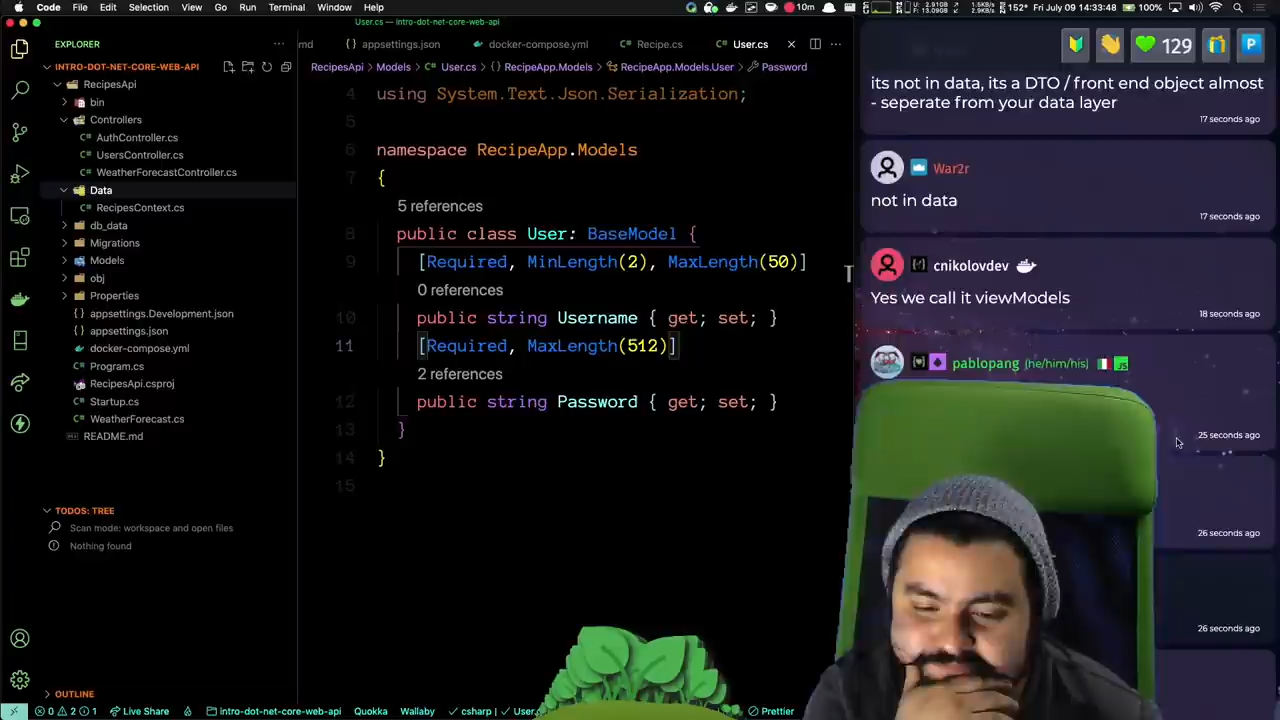 Code File Edit Selection View Go Run Terminal Window Help
10m
152° Fri July 09 14:33:48 100%
User.cs — intro-dot-net-core-web-api
EXPLORER
md appsettings.json docker-compose.yml Recipe.cs User.cs
INTRO-DOT-NET-CORE-WEB-API
RecipesApi > Models > User.cs > {} RecipeApp.Models > RecipeApp.Models.User > Password
RecipesApi
bin
Controllers
AuthController.cs
UsersController.cs
WeatherForecastController.cs
Data
RecipesContext.cs
db_data
Migrations
Models
obj
Properties
appsettings.Development.json
appsettings.json
docker-compose.yml
Program.cs
RecipesApi.csproj
Startup.cs
WeatherForecast.cs
README.md
TODOS: TREE
Scan mode: workspace and open files
Nothing found
OUTLINE
4 using System.Text.Json.Serialization;
5
6 namespace RecipeApp.Models
7 {
5 references
8 public class User: BaseModel {
9 [Required, MinLength(2), MaxLength(50)]
0 references
10 public string Username { get; set; }
11 [Required, MaxLength(512)]
2 references
12 public string Password { get; set; }
13 }
14 }
15
129
its not in data, its a DTO / front end object almost
- seperate from your data layer
17 seconds ago
War2r
not in data
17 seconds ago
cnikolovdev
Yes we call it viewModels
18 seconds ago
pablopang (he/him/his)
25 seconds ago
26 seconds ago
26 seconds ago
0 2 1 Live Share intro-dot-net-core-web-api Quokka Wallaby csharp | User. Prettier